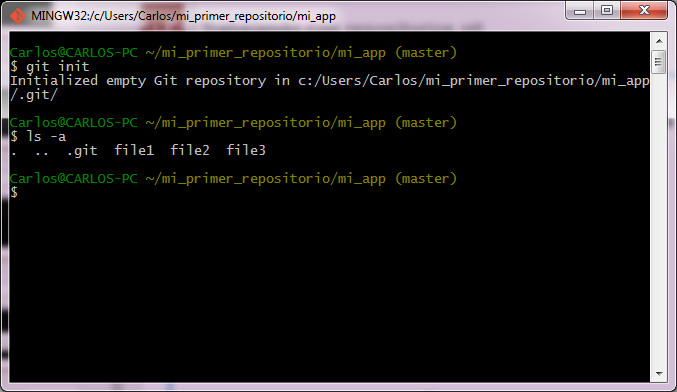 MINGW32:/c/Users/Carlos/mi_primer_repositorio/mi_app
Carlos@CARLOS-PC ~/mi_primer_repositorio/mi_app (master)
$ git init
Initialized empty Git repository in c:/Users/Carlos/mi_primer_repositorio/mi_app
/.git/
Carlos@CARLOS-PC ~/mi_primer_repositorio/mi_app (master)
$ ls -a
.  ..  .git  file1  file2  file3
Carlos@CARLOS-PC ~/mi_primer_repositorio/mi_app (master)
$